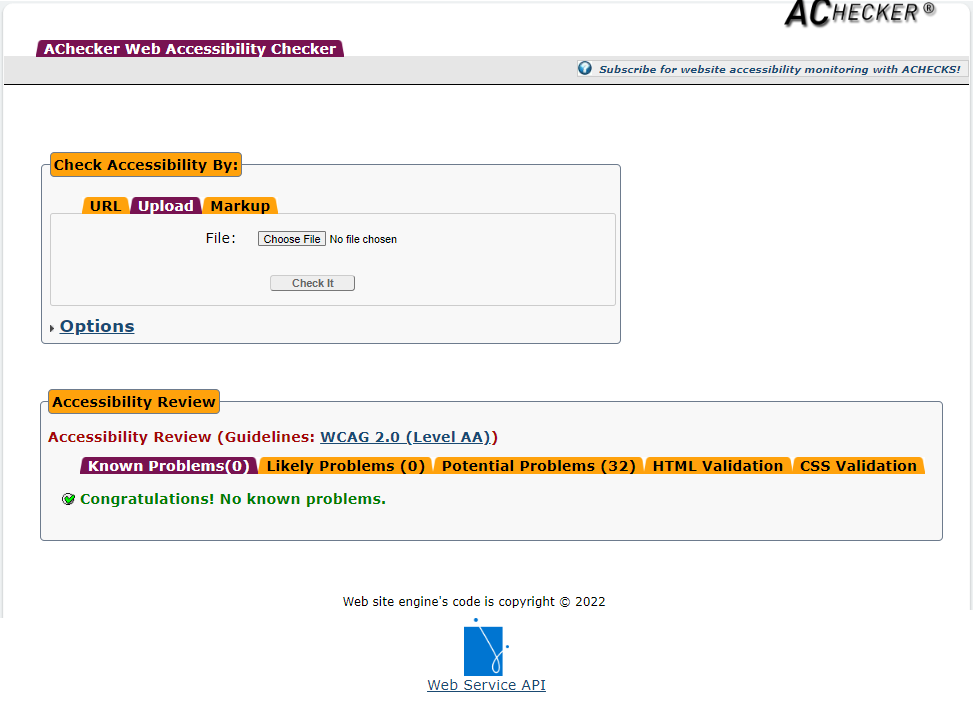 ACHECKER ®
AChecker Web Accessibility Checker
Subscribe for website accessibility monitoring with ACHECKS!
Check Accessibility By:
URL Upload Markup
File: Choose File No file chosen
Check It
Options
Accessibility Review
Accessibility Review (Guidelines: WCAG 2.0 (Level AA))
Known Problems(0) Likely Problems (0) Potential Problems (32) HTML Validation CSS Validation
Congratulations! No known problems.
Web site engine's code is copyright © 2022
Web Service API